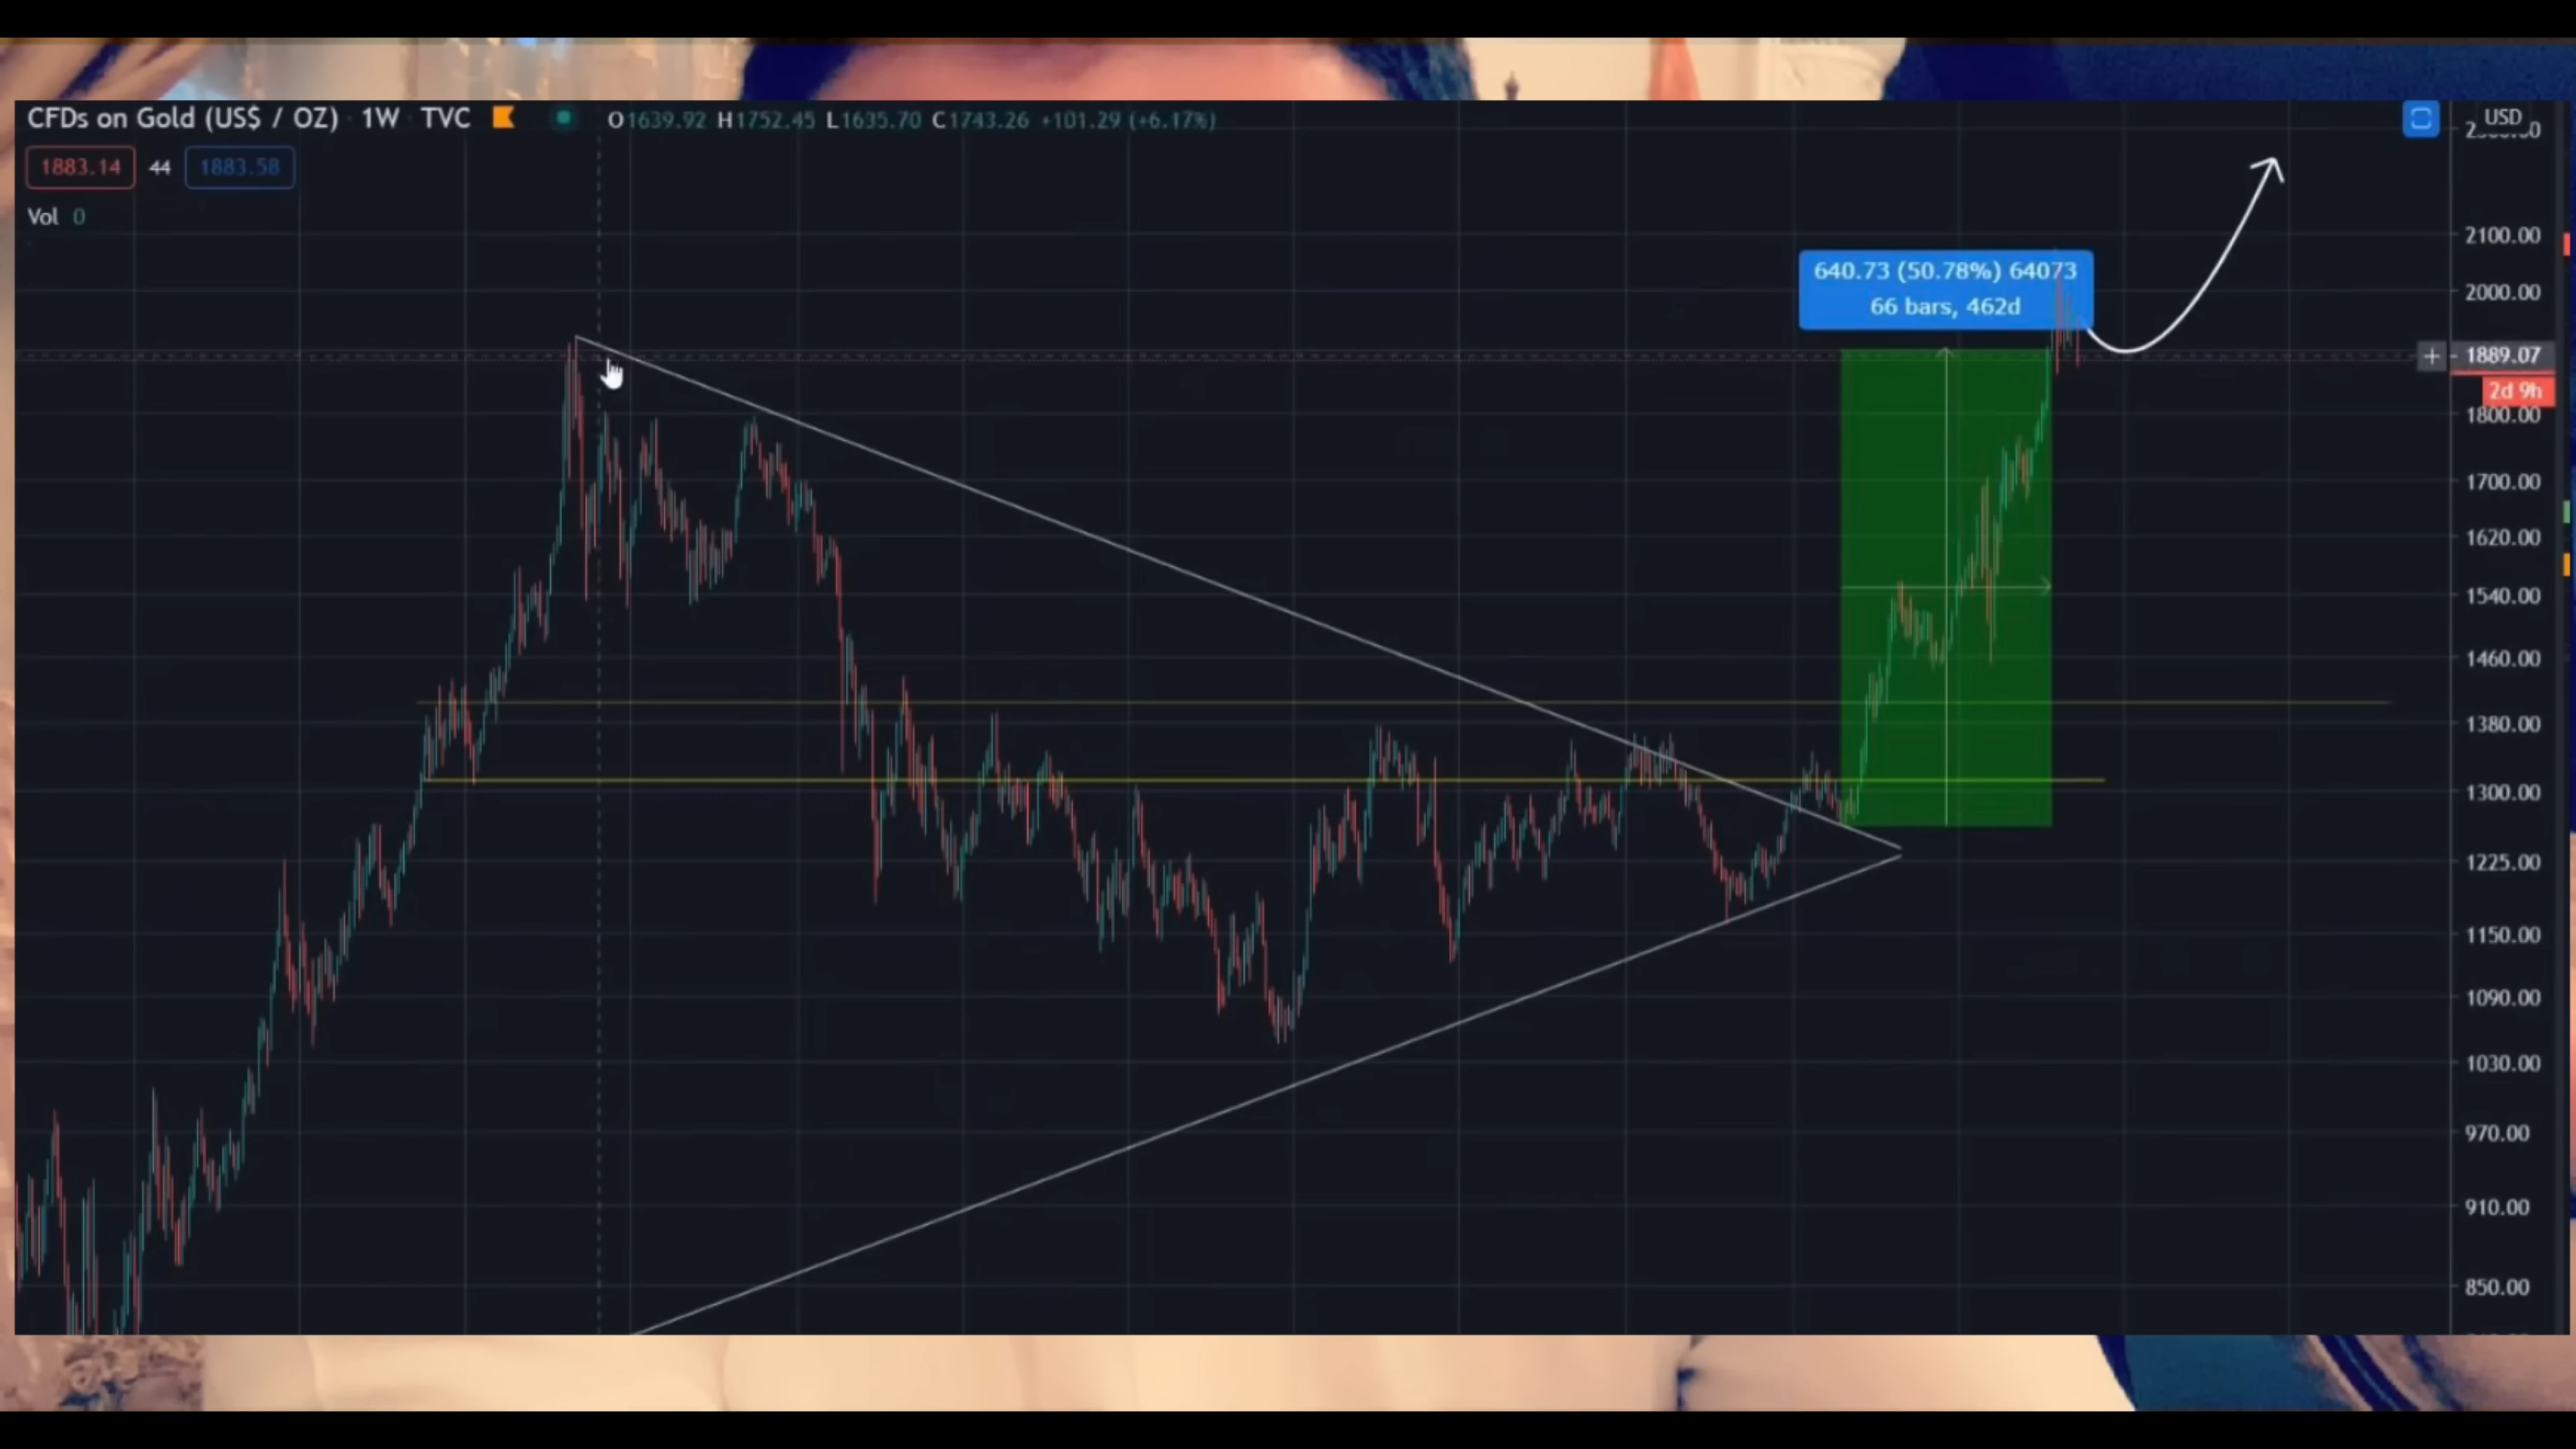 CFDs on Gold (US$ / OZ) · 1W · TVC O1639.92 H1752.45 L1635.70 C1743.26 +101.29 (+6.17%)
USD
1883.14 44 1883.58
Vol 0
2100.00
640.73 (50.78%) 64073
66 bars, 462d
2000.00
+ 1889.07
2d 9h
1800.00
1700.00
1620.00
1540.00
1460.00
1380.00
1300.00
1225.00
1150.00
1090.00
1030.00
970.00
910.00
850.00